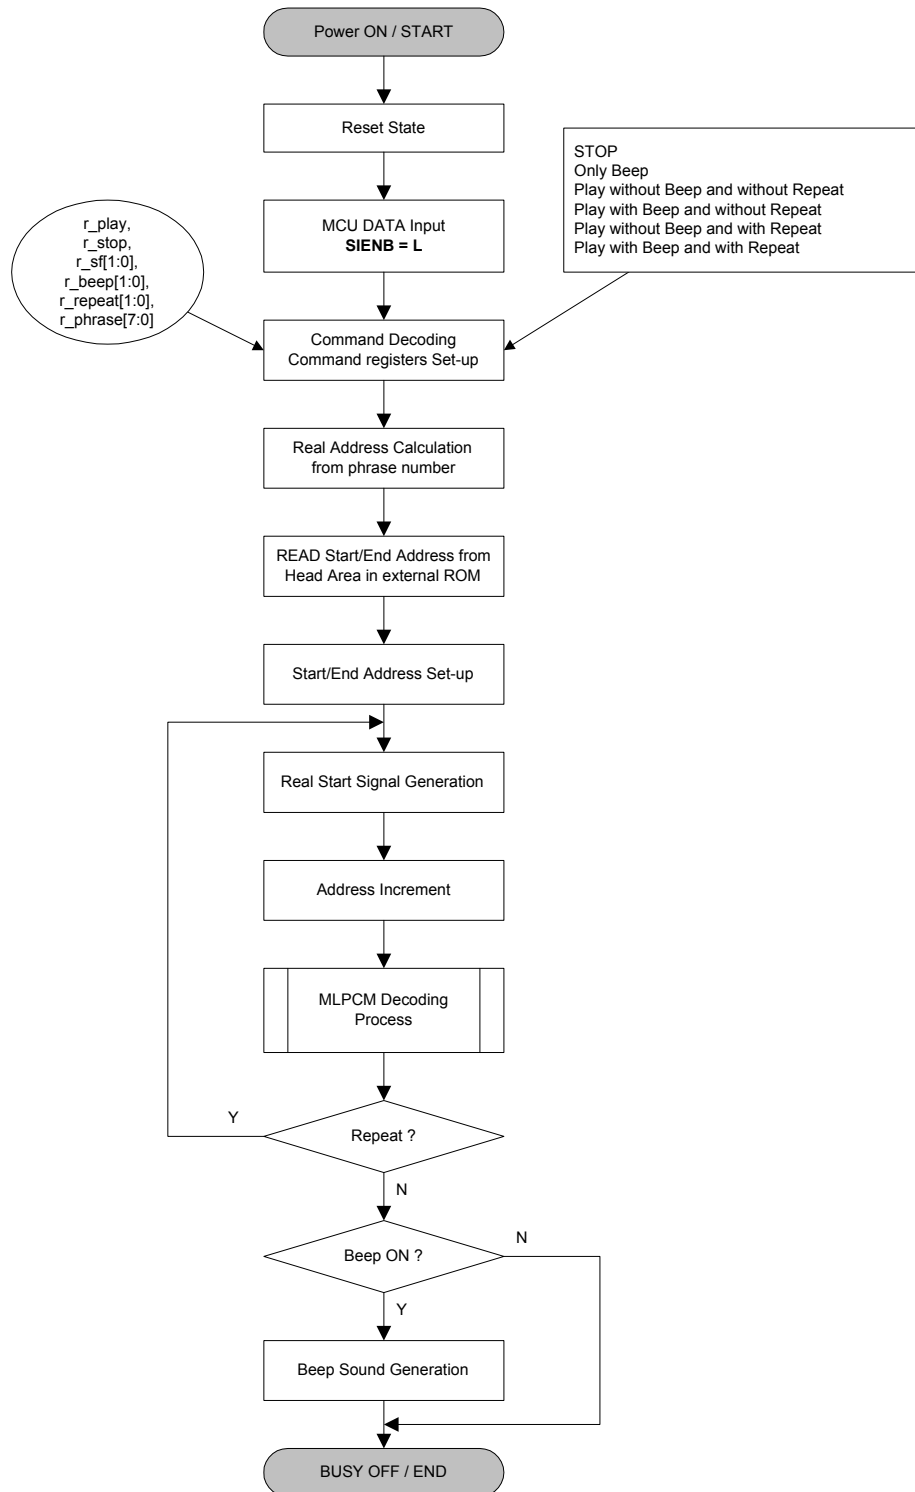 Power ON / START
Reset State
STOP
Only Beep
Play without Beep and without Repeat
Play with Beep and without Repeat
Play without Beep and with Repeat
Play with Beep and with Repeat
MCU DATA Input
SIENB = L
r_play,
r_stop,
r_sf[1:0],
r_beep[1:0],
r_repeat[1:0],
r_phrase[7:0]
Command Decoding
Command registers Set-up
Real Address Calculation
from phrase number
READ Start/End Address from
Head Area in external ROM
Start/End Address Set-up
Real Start Signal Generation
Address Increment
MLPCM Decoding
Process
Y
Repeat ?
N
Beep ON ?
N
Y
Beep Sound Generation
BUSY OFF / END